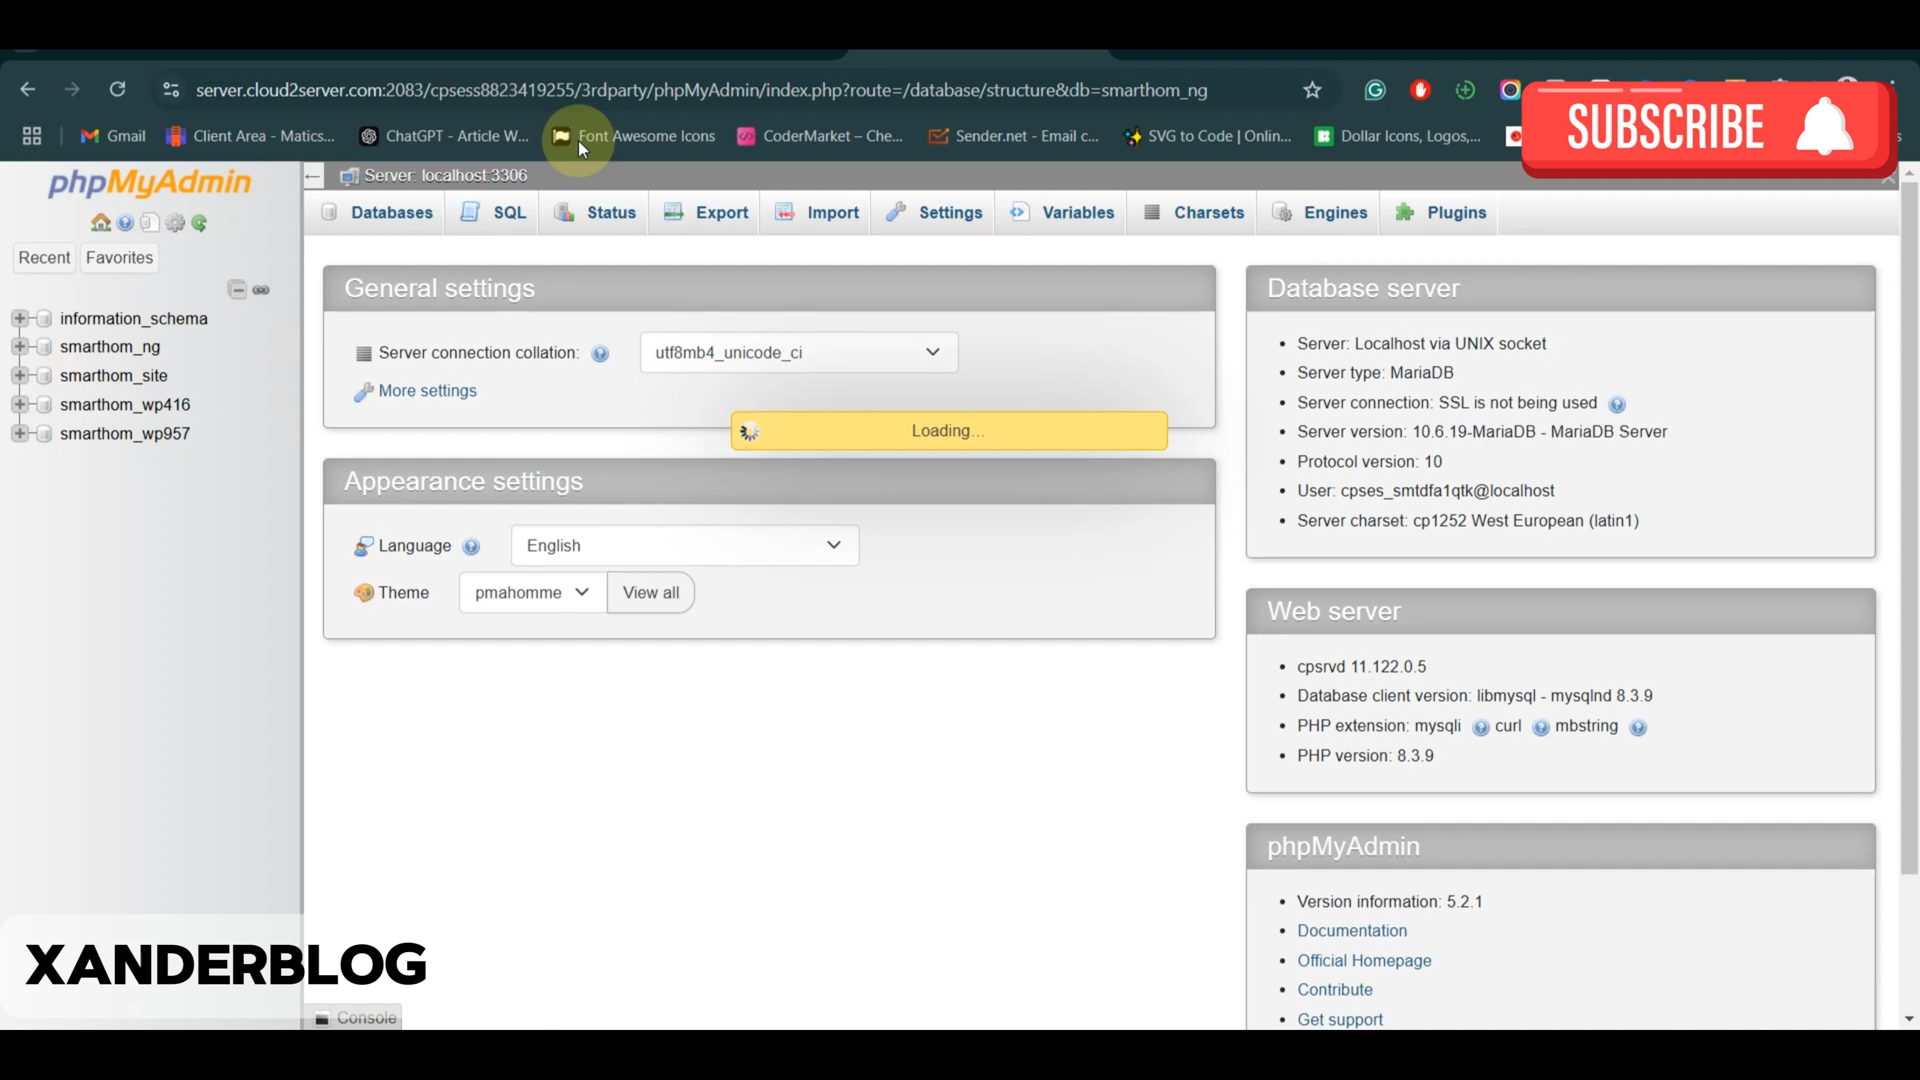 server.cloud2server.com:2083/cpsess8823419255/3rdparty/phpMyAdmin/index.php?route=/database/structure&db=smarthom_ng
SUBSCRIBE
Gmail
Client Area - Matics...
ChatGPT - Article W...
Font Awesome Icons
CoderMarket – Che...
Sender.net - Email c...
SVG to Code | Onlin...
Dollar Icons, Logos,...
phpMyAdmin
Recent
Favorites
information_schema
smarthom_ng
smarthom_site
smarthom_wp416
smarthom_wp957
Server: localhost:3306
Databases
SQL
Status
Export
Import
Settings
Variables
Charsets
Engines
Plugins
General settings
Server connection collation:
utf8mb4_unicode_ci
More settings
Loading...
Appearance settings
Language
English
Theme
pmahomme
View all
Database server
Server: Localhost via UNIX socket
Server type: MariaDB
Server connection: SSL is not being used
Server version: 10.6.19-MariaDB - MariaDB Server
Protocol version: 10
User: cpses_smtdfa1qtk@localhost
Server charset: cp1252 West European (latin1)
Web server
cpsrvd 11.122.0.5
Database client version: libmysql - mysqlnd 8.3.9
PHP extension: mysqli curl mbstring
PHP version: 8.3.9
phpMyAdmin
Version information: 5.2.1
Documentation
Official Homepage
Contribute
Get support
XANDERBLOG
Console